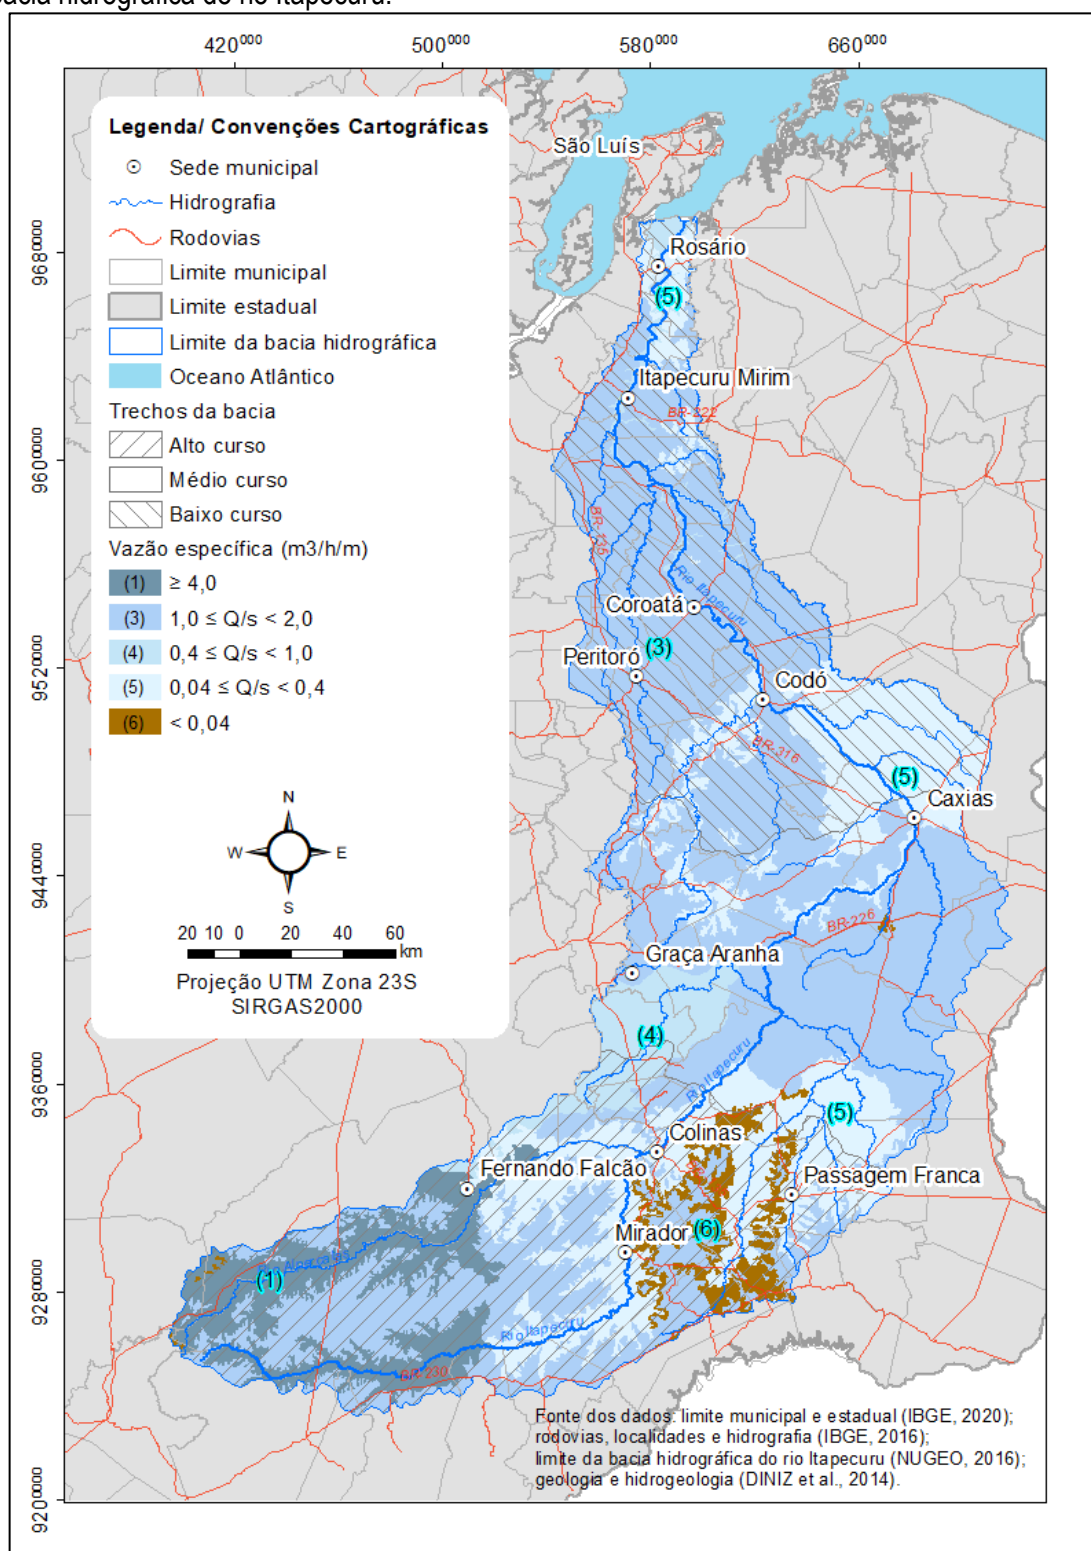 bacia hidrográfica do rio Itapecuru.
420000 500000 580000 660000
Legenda/ Convenções Cartográficas
Sede municipal
Hidrografia
Rodovias
Limite municipal
Limite estadual
Limite da bacia hidrográfica
Oceano Atlântico
Trechos da bacia
Alto curso
Médio curso
Baixo curso
Vazão específica (m3/h/m)
(1) ≥ 4,0
(3) 1,0 ≤ Q/s < 2,0
(4) 0,4 ≤ Q/s < 1,0
(5) 0,04 ≤ Q/s < 0,4
(6) < 0,04
N
W E
S
20 10 0 20 40 60
km
Projeção UTM Zona 23S
SIRGAS2000
9680000
9600000
9520000
9440000
9360000
9280000
9200000
São Luís
Rosário
(5)
Itapecuru Mirim
BR-222
BR-135
Rio Itapecuru
Coroatá
(3)
Peritoró
Codó
BR-316
(5)
Caxias
BR-226
Graça Aranha
(4)
Rio Itapecuru
(5)
Colinas
Fernando Falcão
Passagem Franca
Mirador
(6)
(1)
Rio Itapecuru
BR-230
Fonte dos dados: limite municipal e estadual (IBGE, 2020);
rodovias, localidades e hidrografia (IBGE, 2016);
limite da bacia hidrográfica do rio Itapecuru (NUGEO, 2016);
geologia e hidrogeologia (DINIZ et al., 2014).